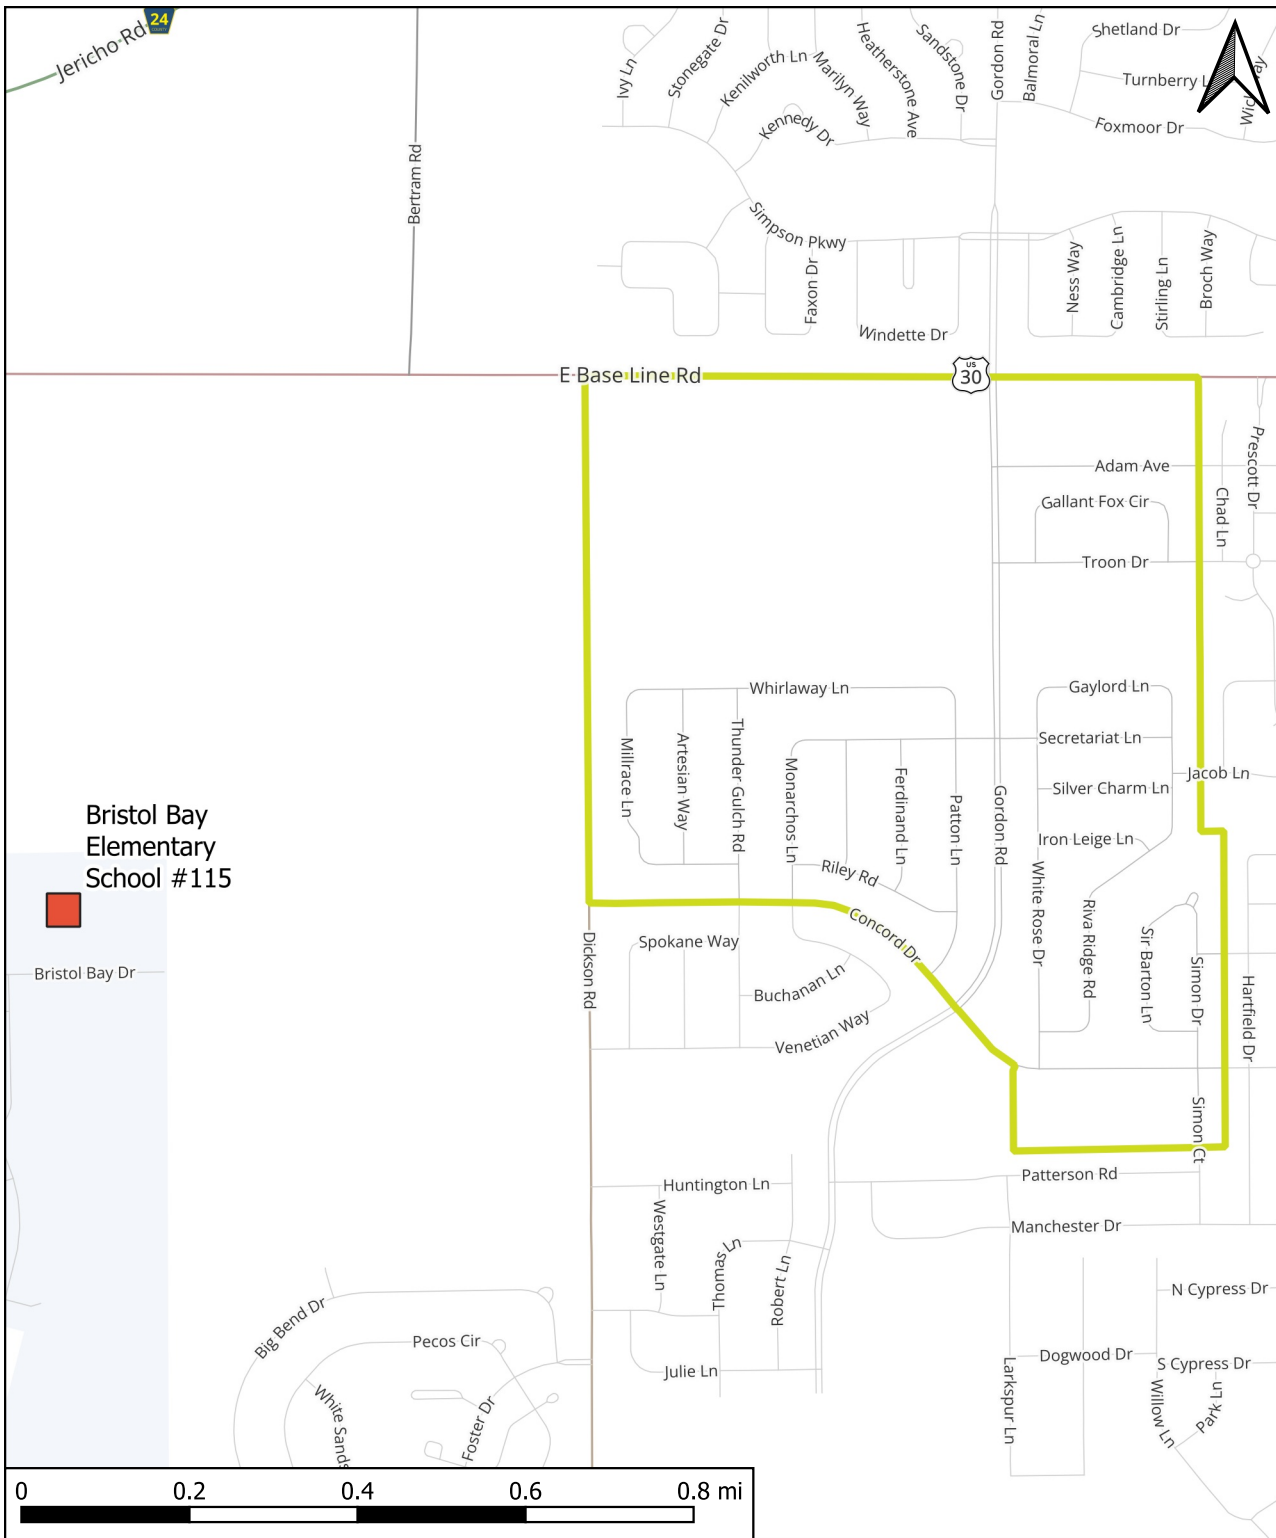 24
COUNTY
Jericho Rd
Bertram Rd
Ivy Ln
Stonegate Dr
Kenilworth Ln
Marilyn Way
Heatherstone Ave
Sandstone Dr
Gordon Rd
Balmoral Ln
Shetland Dr
Turnberry L
Foxmoor Dr
Kennedy Dr
Simpson Pkwy
Faxon Dr
Windette Dr
Ness Way
Cambridge Ln
Stirling Ln
Broch Way
E Base Line Rd
US
30
Adam Ave
Gallant Fox Cir
Troon Dr
Chad Ln
Prescott Dr
Whirlaway Ln
Gaylord Ln
Secretariat Ln
Jacob Ln
Silver Charm Ln
Iron Leige Ln
Millrace Ln
Artesian Way
Thunder Gulch Rd
Monarchos Ln
Ferdinand Ln
Patton Ln
Gordon Rd
Riley Rd
White Rose Dr
Riva Ridge Rd
Sir Barton Ln
Simon Dr
Hartfield Dr
Bristol Bay
Elementary
School #115
Bristol Bay Dr
Concord Dr
Dickson Rd
Spokane Way
Buchanan Ln
Venetian Way
Simon Ct
Huntington Ln
Patterson Rd
Manchester Dr
Westgate Ln
Thomas Ln
Robert Ln
Julie Ln
N Cypress Dr
Dogwood Dr
S Cypress Dr
Larkspur Ln
Willow Ln
Park Ln
Big Bend Dr
Pecos Cir
White Sands
Foster Dr
0 0.2 0.4 0.6 0.8 mi